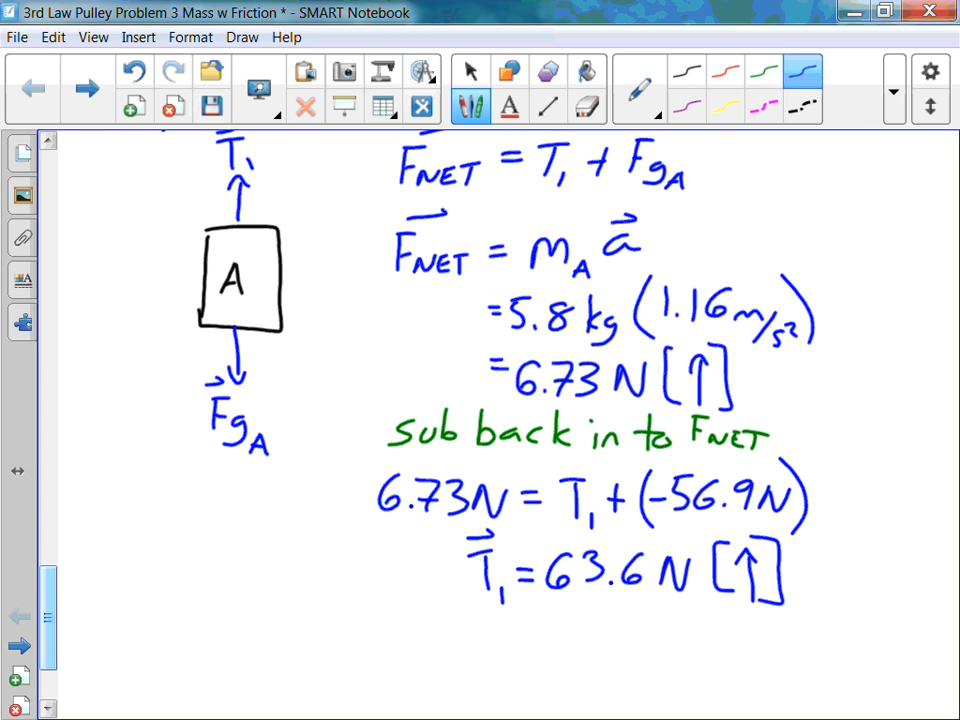 3rd Law Pulley Problem 3 Mass w Friction * - SMART Notebook
File Edit View Insert Format Draw Help
T₁
A
FgA
FNET = T₁ + FgA
FNET = mA a
= 5.8 kg (1.16 m/s²)
= 6.73 N [↑]
sub back in to FNET
6.73N = T₁ + (-56.9N)
T₁ = 63.6 N [↑]